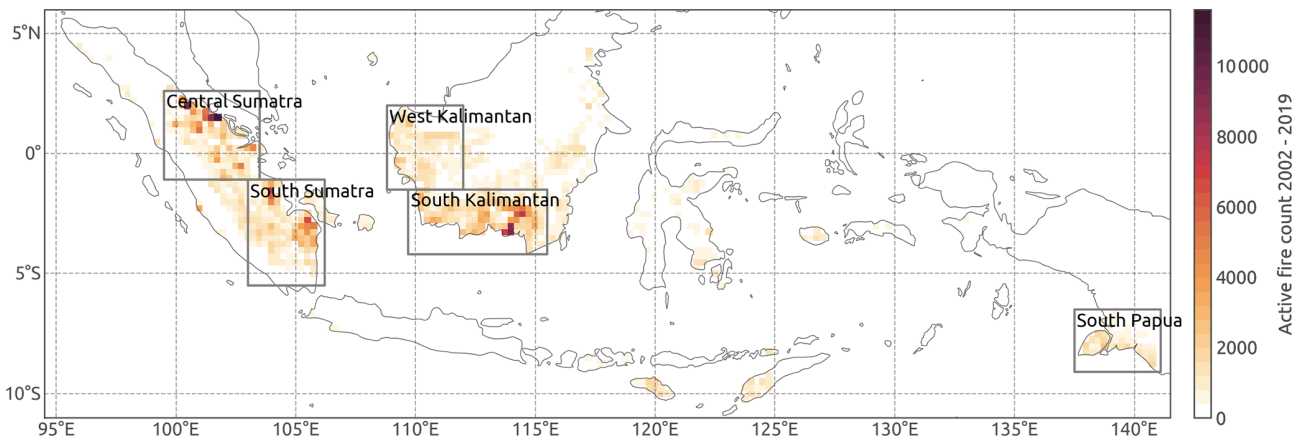 5°N
0°
5°S
10°S
95°E
100°E
105°E
110°E
115°E
120°E
125°E
130°E
135°E
140°E
Central Sumatra
West Kalimantan
South Sumatra
South Kalimantan
South Papua
10000
8000
6000
4000
2000
0
Active fire count 2002 - 2019